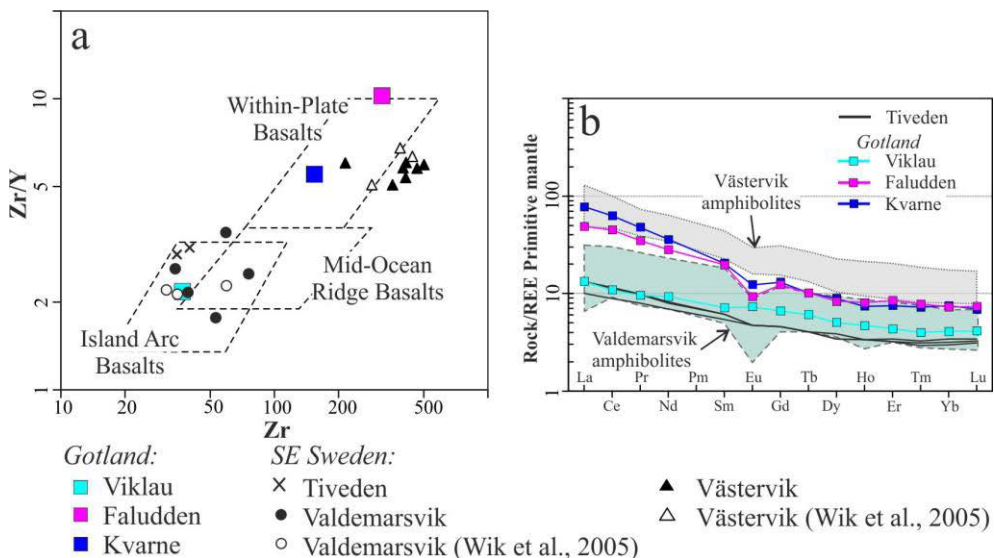 a
Zr/Y
10
5
2
1
Within-Plate
Basalts
Mid-Ocean
Ridge Basalts
Island Arc
Basalts
10
20
50
100
200
500
Zr
b
Rock/REE Primitive mantle
100
10
1
Tiveden
Gotland
Viklau
Faludden
Kvarne
Västervik
amphibolites
Valdemarsvik
amphibolites
La
Pr
Pm
Eu
Tb
Ho
Tm
Lu
Ce
Nd
Sm
Gd
Dy
Er
Yb
Gotland:
Viklau
Faludden
Kvarne
SE Sweden:
Tiveden
Valdemarsvik
Valdemarsvik (Wik et al., 2005)
Västervik
Västervik (Wik et al., 2005)